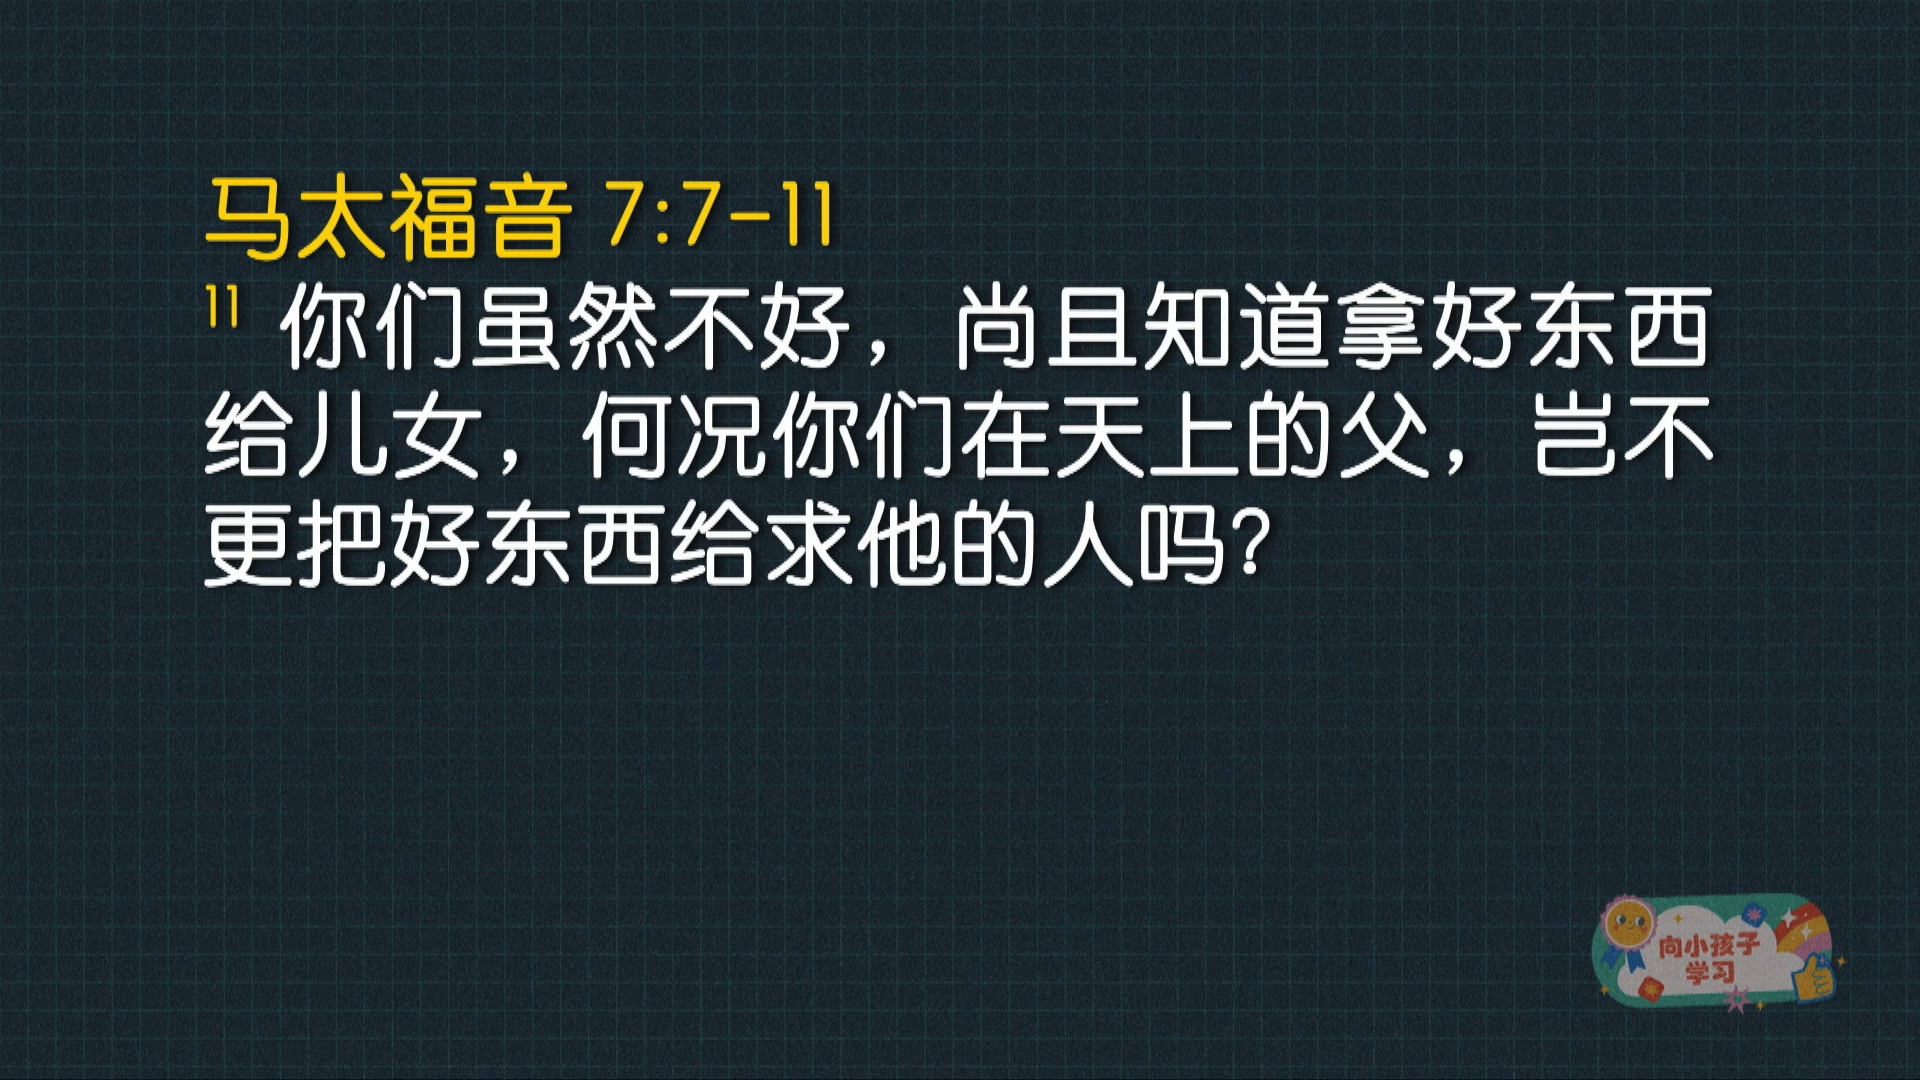 马太福音 7:7-11
11 你们虽然不好，尚且知道拿好东西
给儿女，何况你们在天上的父，岂不
更把好东西给求他的人吗？
向小孩子
学习